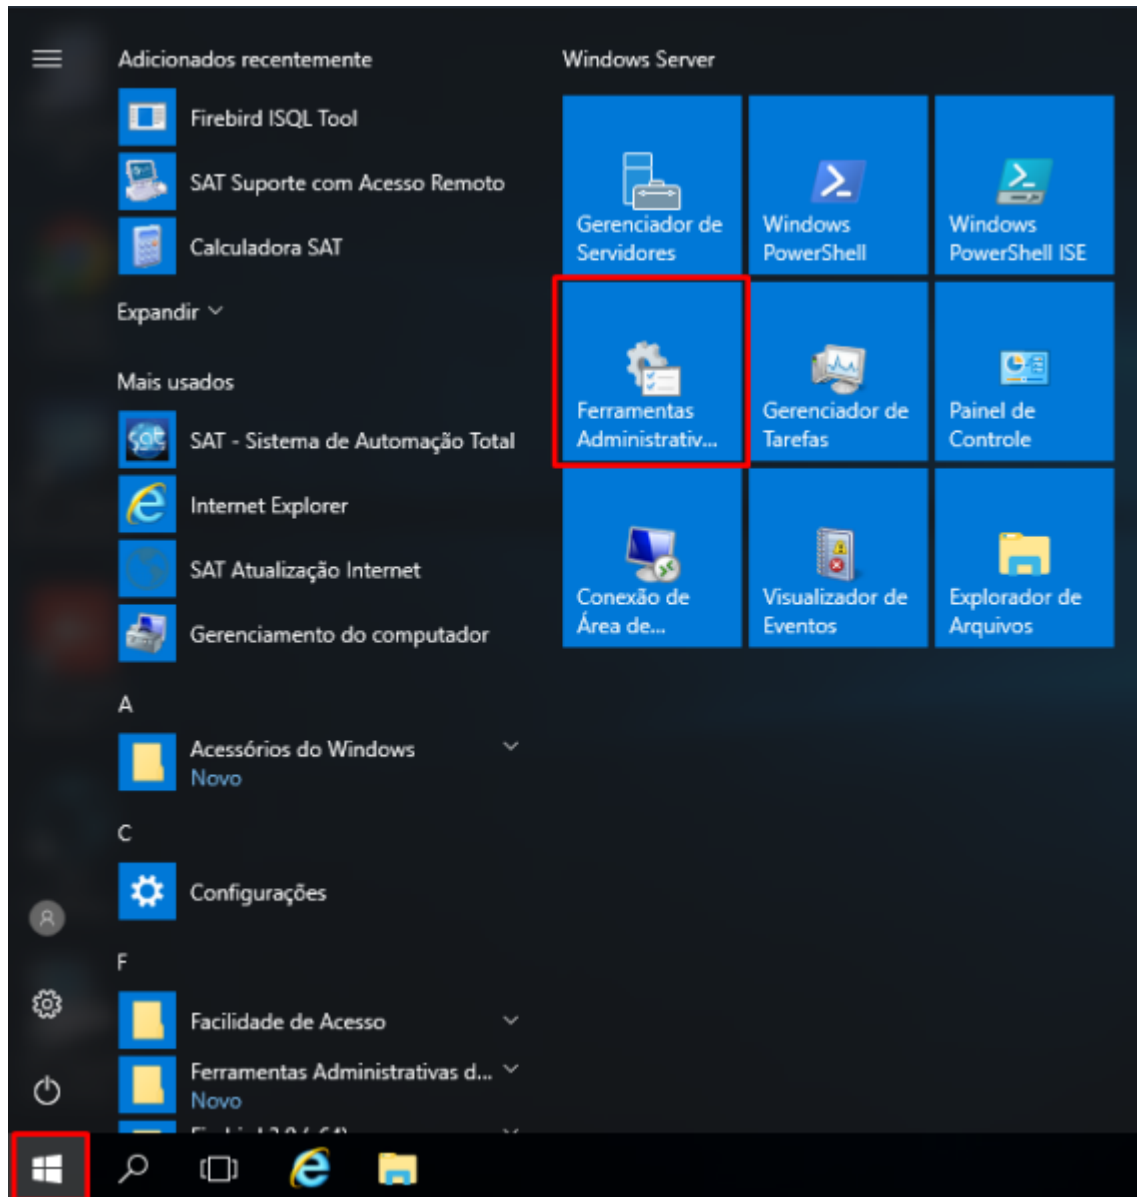 Adicionados recentemente
Firebird ISQL Tool
SAT Suporte com Acesso Remoto
Calculadora SAT
Expandir
Mais usados
SAT - Sistema de Automação Total
Internet Explorer
SAT Atualização Internet
Gerenciamento do computador
A
Acessórios do Windows
Novo
C
Configurações
F
Facilidade de Acesso
Ferramentas Administrativas d...
Novo
Windows Server
Gerenciador de
Servidores
Windows
PowerShell
Windows
PowerShell ISE
Ferramentas
Administrativ...
Gerenciador de
Tarefas
Painel de
Controle
Conexão de
Área de...
Visualizador de
Eventos
Explorador de
Arquivos